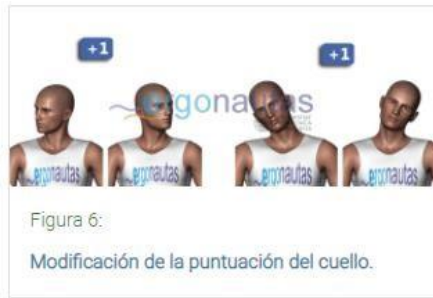 +1
+1
ergonautas
ergonautas
ergonautas
ergonautas
ergonautas
Figura 6:
Modificación de la puntuación del cuello.